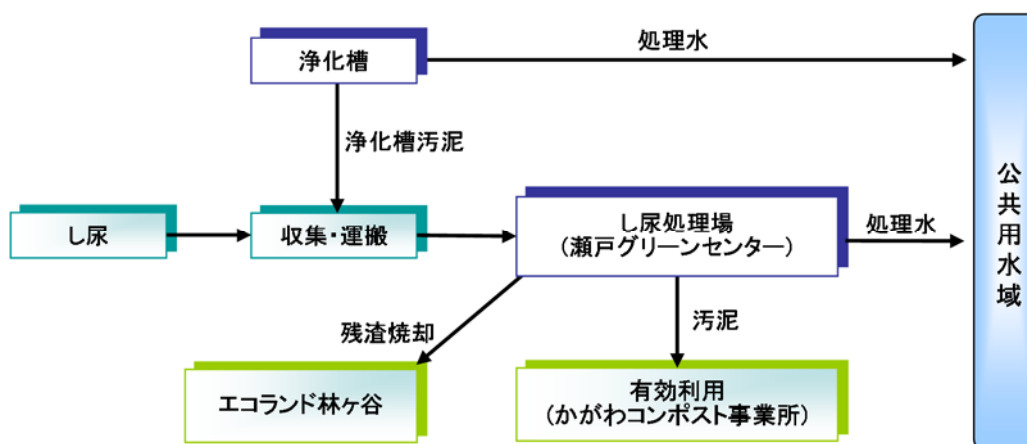 処理水
浄化槽
浄化槽汚泥
し尿
収集・運搬
し尿処理場
(瀬戸グリーンセンター)
処理水
公共用水域
残渣焼却
汚泥
エコランド林ヶ谷
有効利用
(かがわコンポスト事業所)